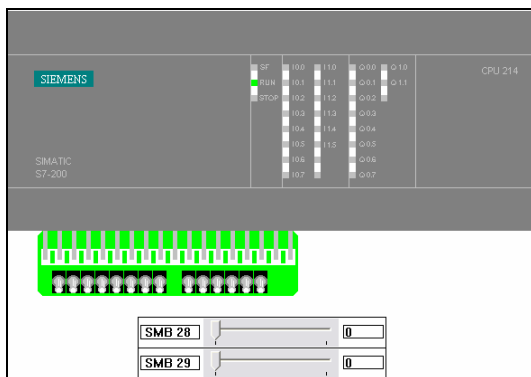 SF I0.0 I1.0 Q0.0 Q1.0
SIEMENS RUN I0.1 I1.1 Q0.1 Q1.1 CPU 214
STOP I0.2 I1.2 Q0.2
I0.3 I1.3 Q0.3
I0.4 I1.4 Q0.4
I0.5 I1.5 Q0.5
SIMATIC I0.6 Q0.6
S7-200 I0.7 Q0.7
SMB 28 0
SMB 29 0